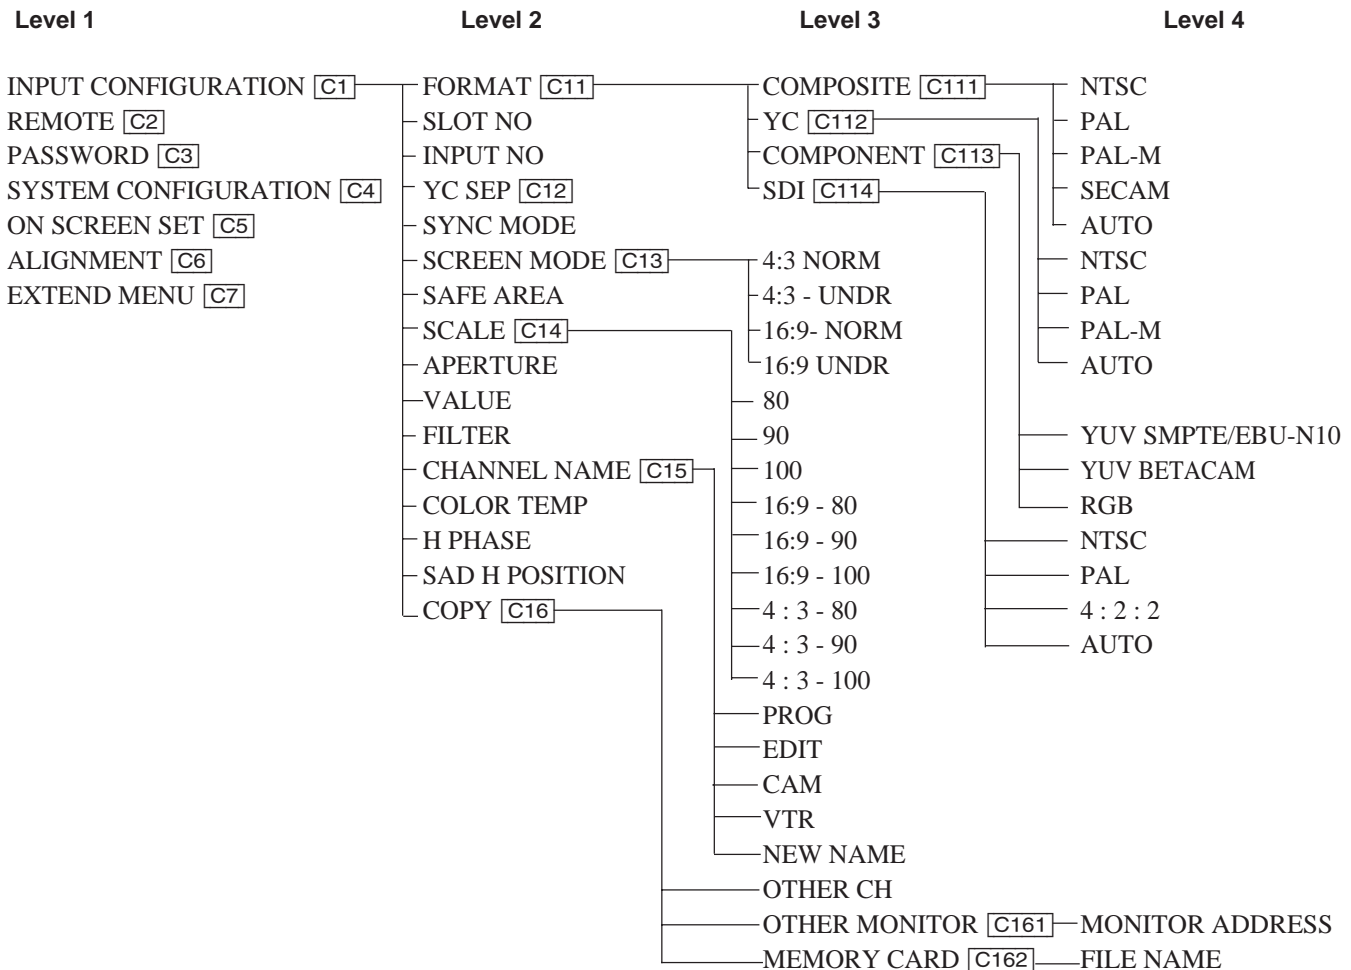 Level 1 Level 2 Level 3 Level 4
INPUT CONFIGURATION C1 FORMAT C11 COMPOSITE C111 NTSC
REMOTE C2 SLOT NO YC C112 PAL
PASSWORD C3 INPUT NO COMPONENT C113 PAL-M
SYSTEM CONFIGURATION C4 YC SEP C12 SDI C114 SECAM
ON SCREEN SET C5 SYNC MODE AUTO
ALIGNMENT C6 SCREEN MODE C13 4:3 NORM NTSC
EXTEND MENU C7 SAFE AREA 4:3 - UNDR PAL
SCALE C14 16:9- NORM PAL-M
APERTURE 16:9 UNDR AUTO
VALUE 80
FILTER 90 YUV SMPTE/EBU-N10
CHANNEL NAME C15 100 YUV BETACAM
COLOR TEMP 16:9 - 80 RGB
H PHASE 16:9 - 90 NTSC
SAD H POSITION 16:9 - 100 PAL
COPY C16 4 : 3 - 80 4 : 2 : 2
4 : 3 - 90 AUTO
4 : 3 - 100
PROG
EDIT
CAM
VTR
NEW NAME
OTHER CH
OTHER MONITOR C161 MONITOR ADDRESS
MEMORY CARD C162 FILE NAME